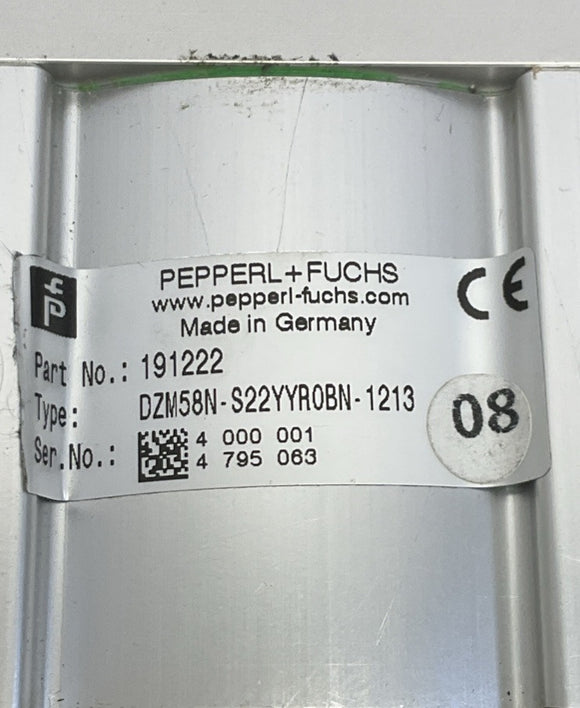 PEPPERL+FUCHS
www.pepperl-fuchs.com
Made in Germany
CE
Part No.: 191222
Type: DZM58N-S22YYR0BN-1213
08
Ser.No.: 4 000 001
4 795 063